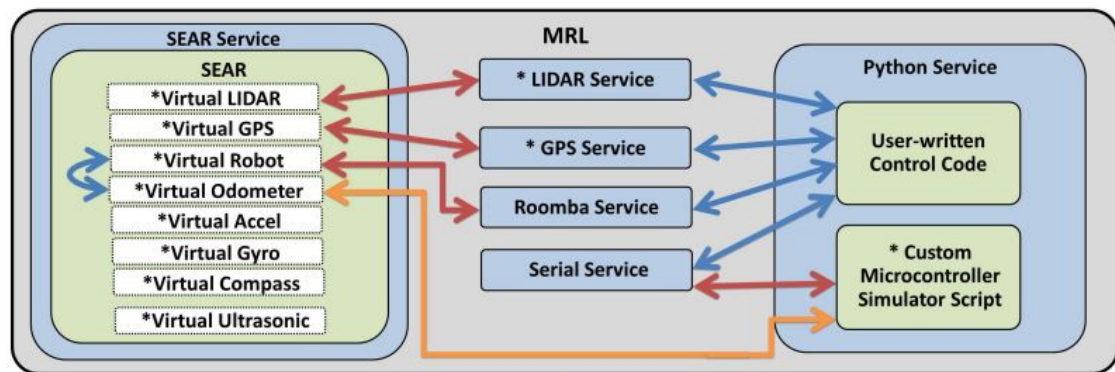 MRL
SEAR Service
SEAR
*Virtual LIDAR
*Virtual GPS
*Virtual Robot
*Virtual Odometer
*Virtual Accel
*Virtual Gyro
*Virtual Compass
*Virtual Ultrasonic
* LIDAR Service
* GPS Service
Roomba Service
Serial Service
Python Service
User-written
Control Code
* Custom
Microcontroller
Simulator Script